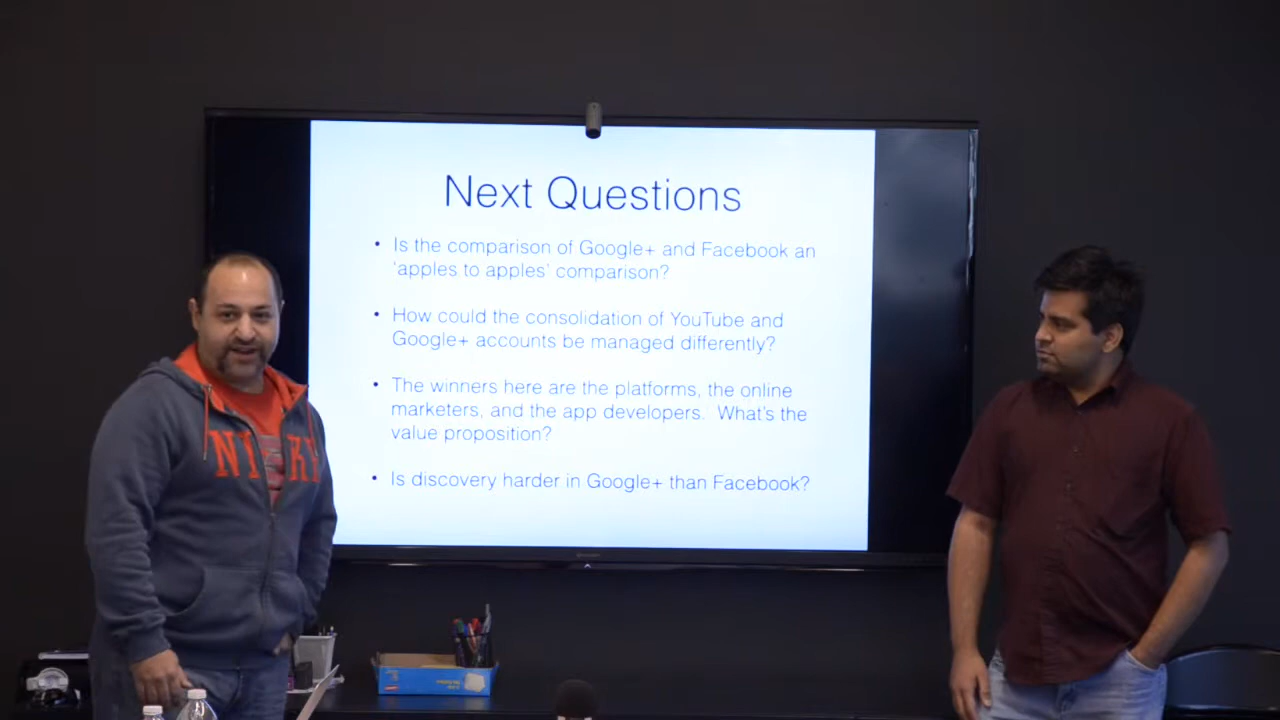 Next Questions
• Is the comparison of Google+ and Facebook an
'apples to apples' comparison?
• How could the consolidation of YouTube and
Google+ accounts be managed differently?
• The winners here are the platforms, the online
marketers, and the app developers. What's the
value proposition?
• Is discovery harder in Google+ than Facebook?